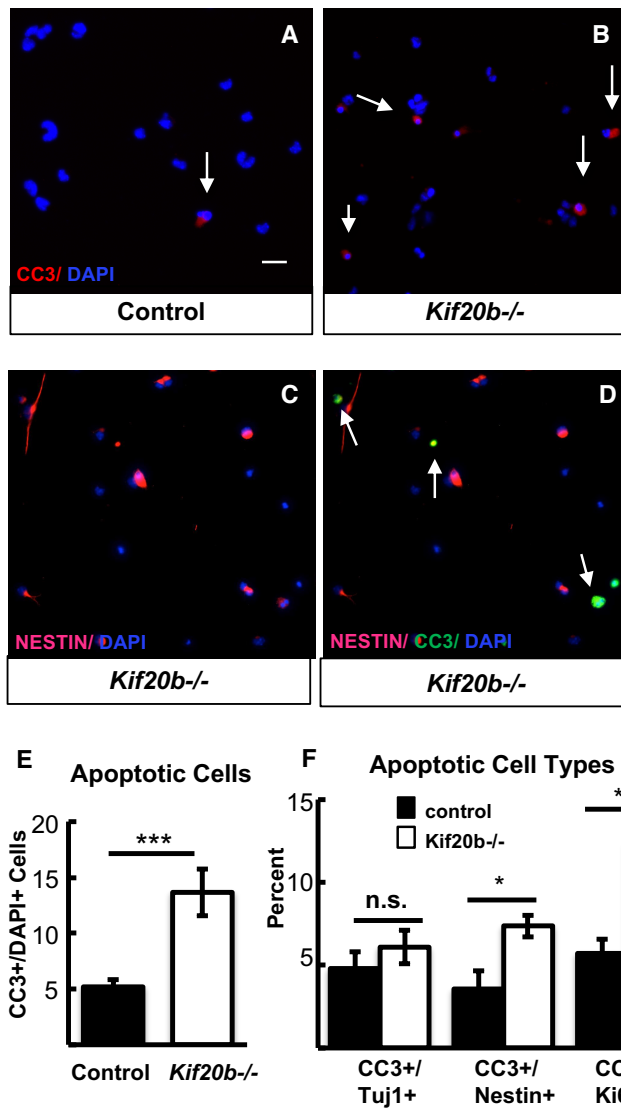 A
B
CC3/ DAPI
Control
Kif20b-/-
C
D
NESTIN/ DAPI
NESTIN/ CC3/ DAPI
Kif20b-/-
Kif20b-/-
E
Apoptotic Cells
CC3+/DAPI+ Cells
20
15
10
5
***
Control
Kif20b-/-
F
Apoptotic Cell Types
Percent
15
10
5
control
Kif20b-/-
n.s.
*
*
CC3+/
Tuj1+
CC3+/
Nestin+